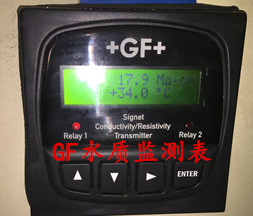 +GF+
17.9 MΩ-cm
+34.0 °C
Signet
Relay 1 Conductivity/Resistivity Relay 2
Transmitter
GF水质监测表
ENTER